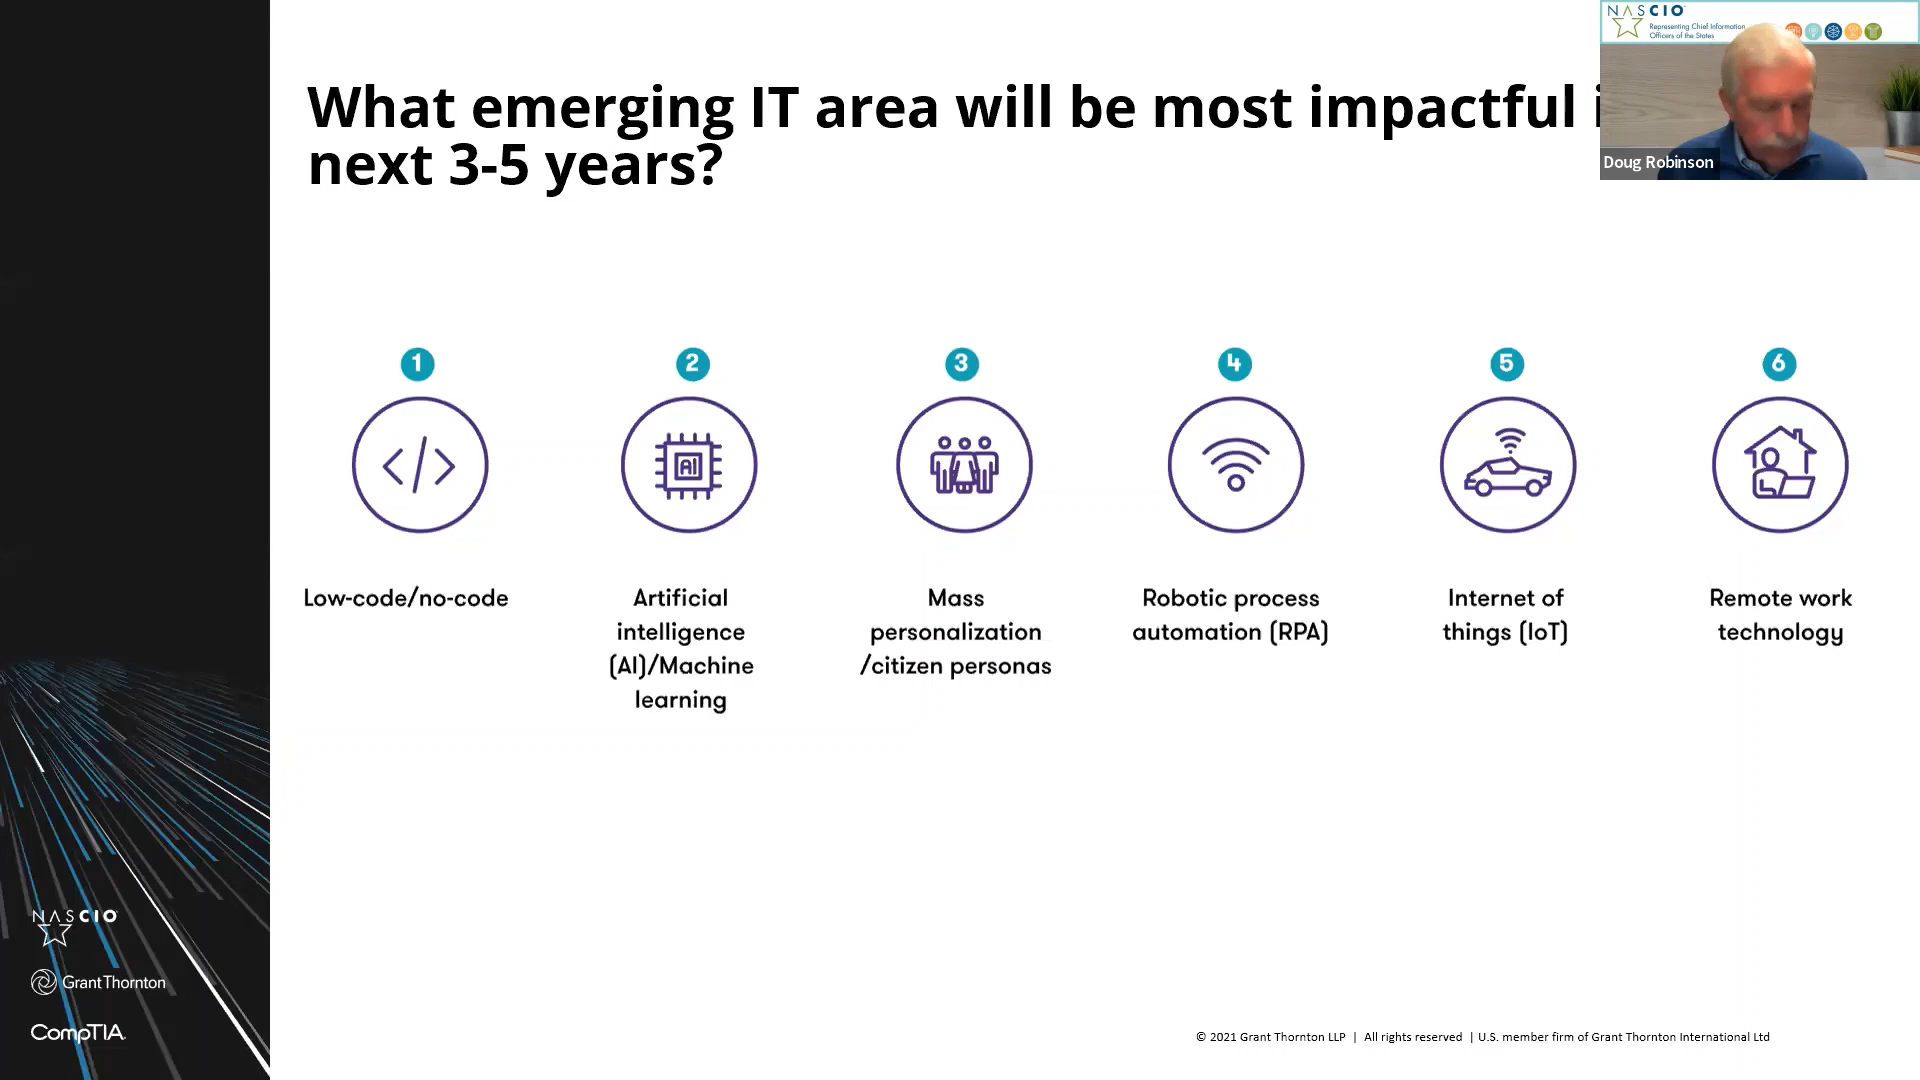 NASCIO
Representing Chief Information
Officers of the States
Doug Robinson
What emerging IT area will be most impactful
next 3-5 years?
1
2
3
4
5
6
AI
Low-code/no-code
Artificial
intelligence
(AI)/Machine
learning
Mass
personalization
/citizen personas
Robotic process
automation (RPA)
Internet of
things (IoT)
Remote work
technology
NASCIO
GrantThornton
CompTIA
© 2021 Grant Thornton LLP | All rights reserved | U.S. member firm of Grant Thornton International Ltd